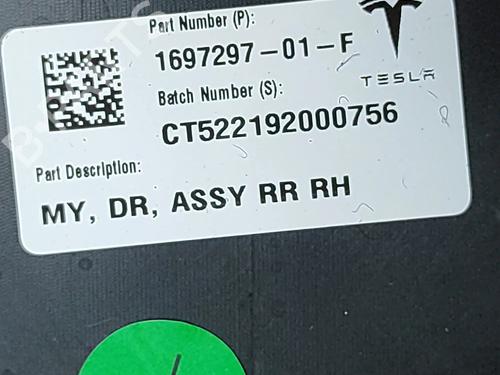 Part Number (P):
1697297-01-F
TESLA
Batch Number (S):
CT522192000756
Part Description:
MY, DR, ASSY RR RH